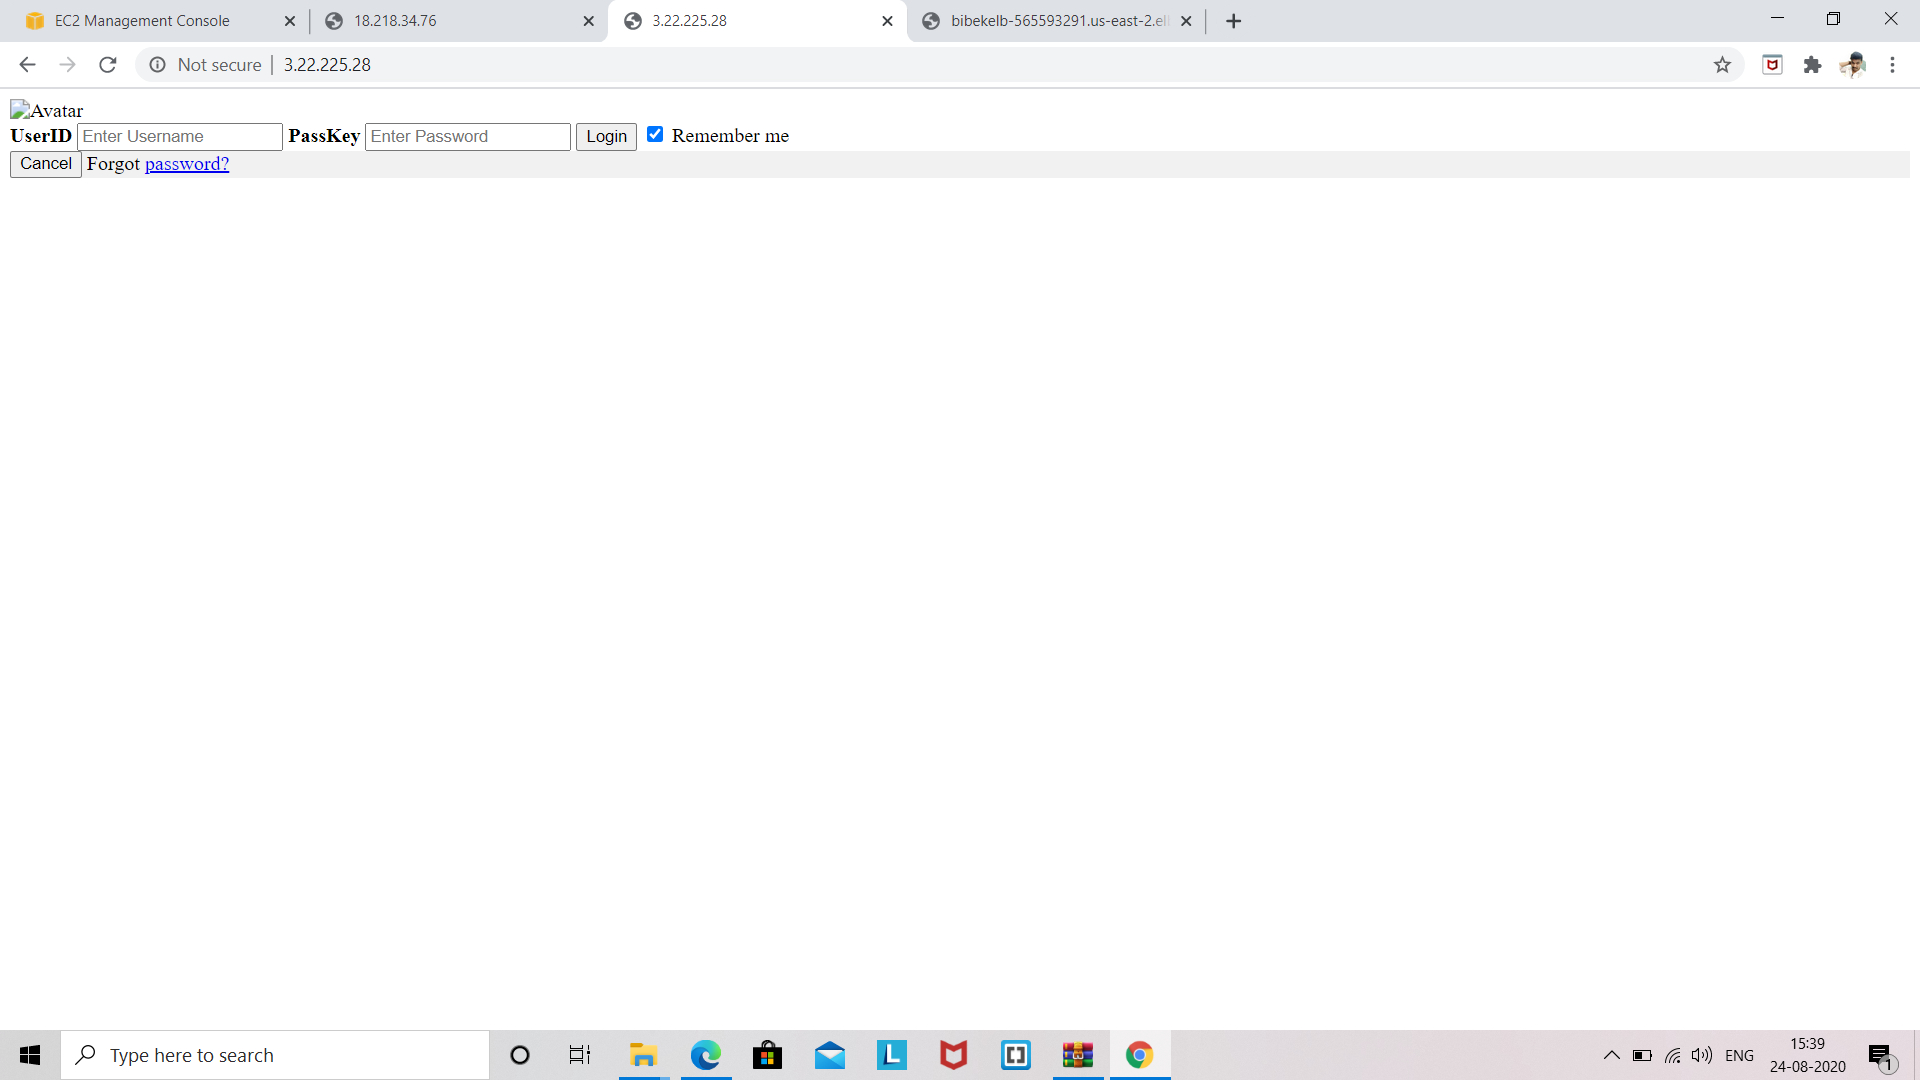 EC2 Management Console
18.218.34.76
3.22.225.28
bibekelb-565593291.us-east-2.el
Not secure | 3.22.225.28
Avatar
UserID Enter Username PassKey Enter Password Login Remember me
Cancel Forgot password?
Type here to search
L
ENG
15:39
24-08-2020
1